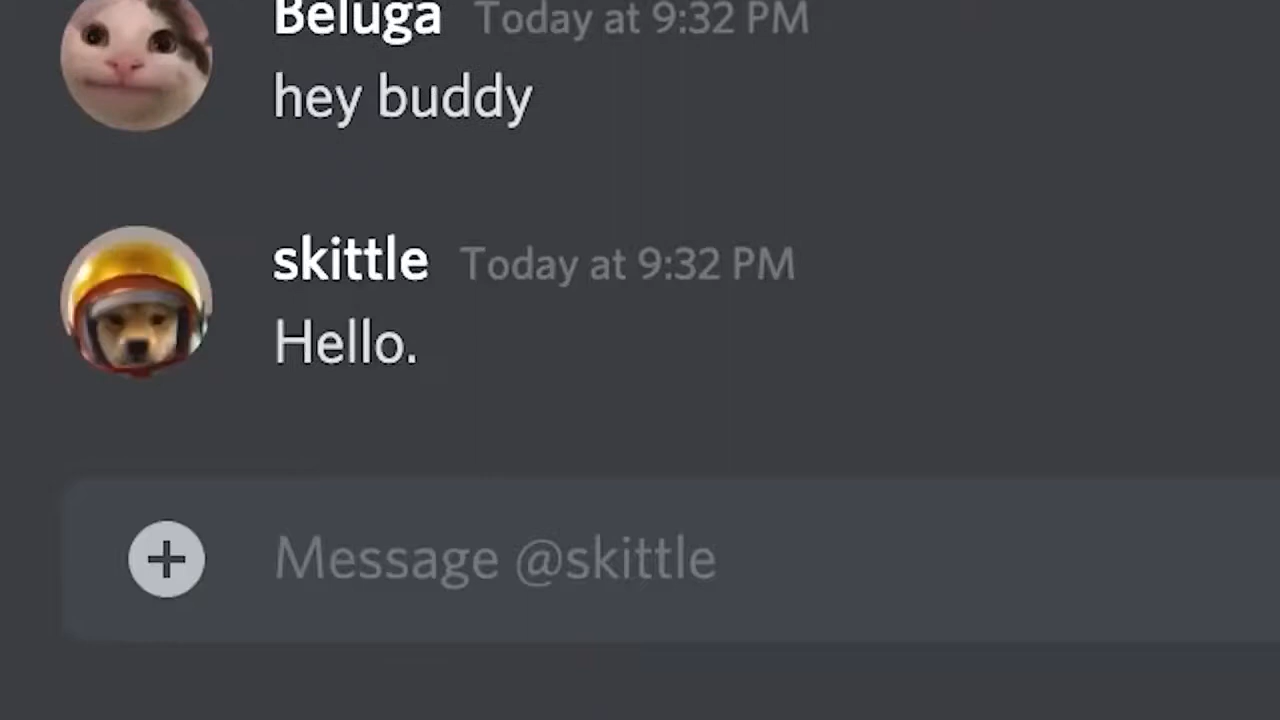 Beluga Today at 9:32 PM
hey buddy
skittle Today at 9:32 PM
Hello.
Message @skittle